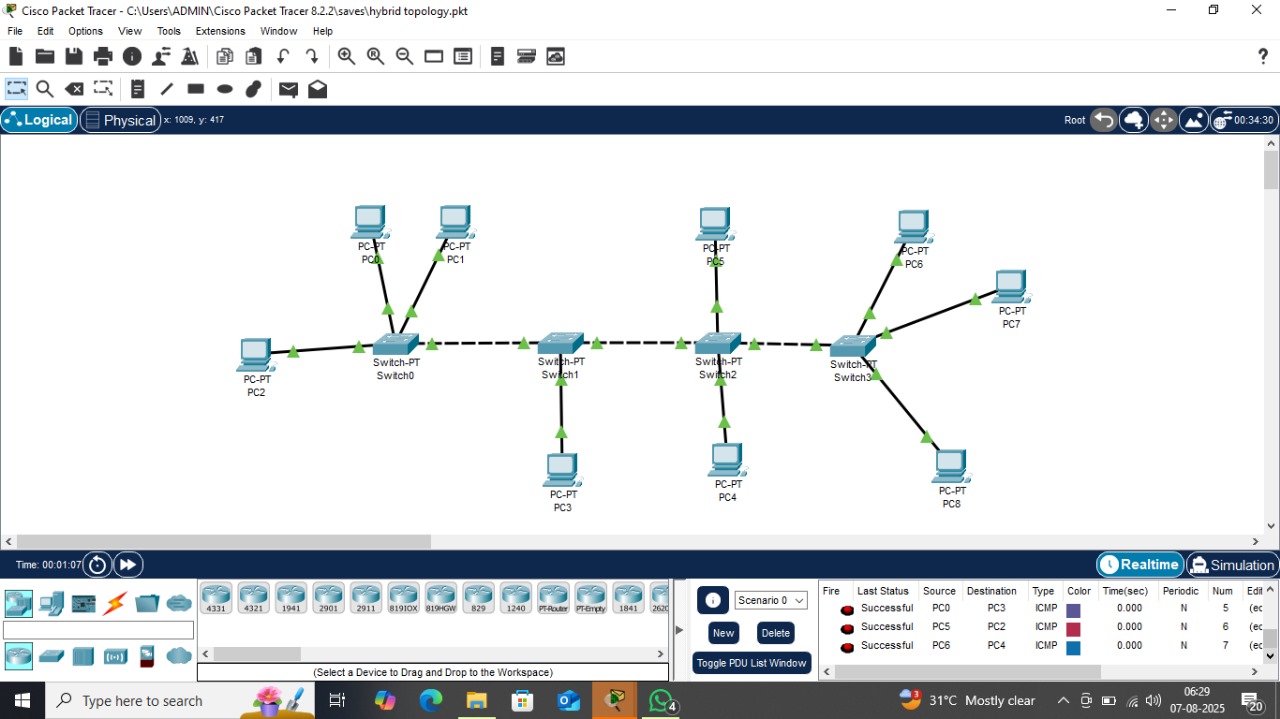 Cisco Packet Tracer - C:\Users\ADMIN\Cisco Packet Tracer 8.2.2\saves\hybrid topology.pkt
File Edit Options View Tools Extensions Window Help
Logical Physical x: 1009, y: 417 Root 00:34:30
PC-PT
PC0
PC-PT
PC1
PC-PT
PC5
PC-PT
PC6
PC-PT
PC7
PC-PT
PC2
Switch-PT
Switch0
Switch-PT
Switch1
Switch-PT
Switch2
Switch-PT
Switch3
PC-PT
PC3
PC-PT
PC4
PC-PT
PC8
Time: 00:01:07 Realtime Simulation
4331 4321 1941 2901 2911 819IOX 819HGW 829 1240 PT-Router PT-Empty 1841 2620
(Select a Device to Drag and Drop to the Workspace)
Scenario 0
New Delete
Toggle PDU List Window
Fire Last Status Source Destination Type Color Time(sec) Periodic Num Edit
Successful PC0 PC3 ICMP 0.000 N 5 (ec
Successful PC5 PC2 ICMP 0.000 N 6 (ec
Successful PC6 PC4 ICMP 0.000 N 7 (ec
Type here to search
4
3
31°C Mostly clear
06:29
07-08-2025
20